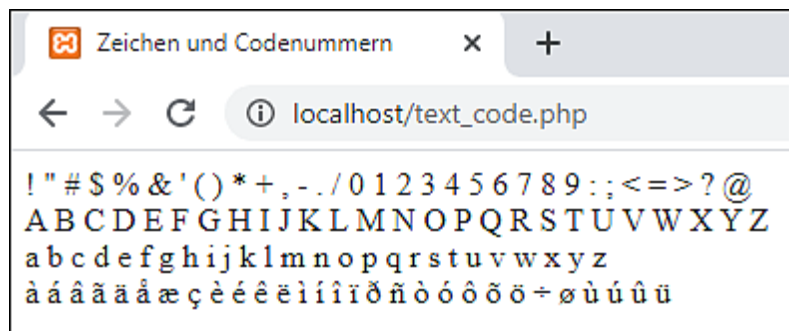 Zeichen und Codenummern
localhost/text_code.php
! " # $ % & ' ( ) * + , - . / 0 1 2 3 4 5 6 7 8 9 : ; < = > ? @
A B C D E F G H I J K L M N O P Q R S T U V W X Y Z
a b c d e f g h i j k l m n o p q r s t u v w x y z
à á â ã ä å æ ç è é ê ë ì í î ï ð ñ ò ó ô õ ö ÷ ø ù ú û ü